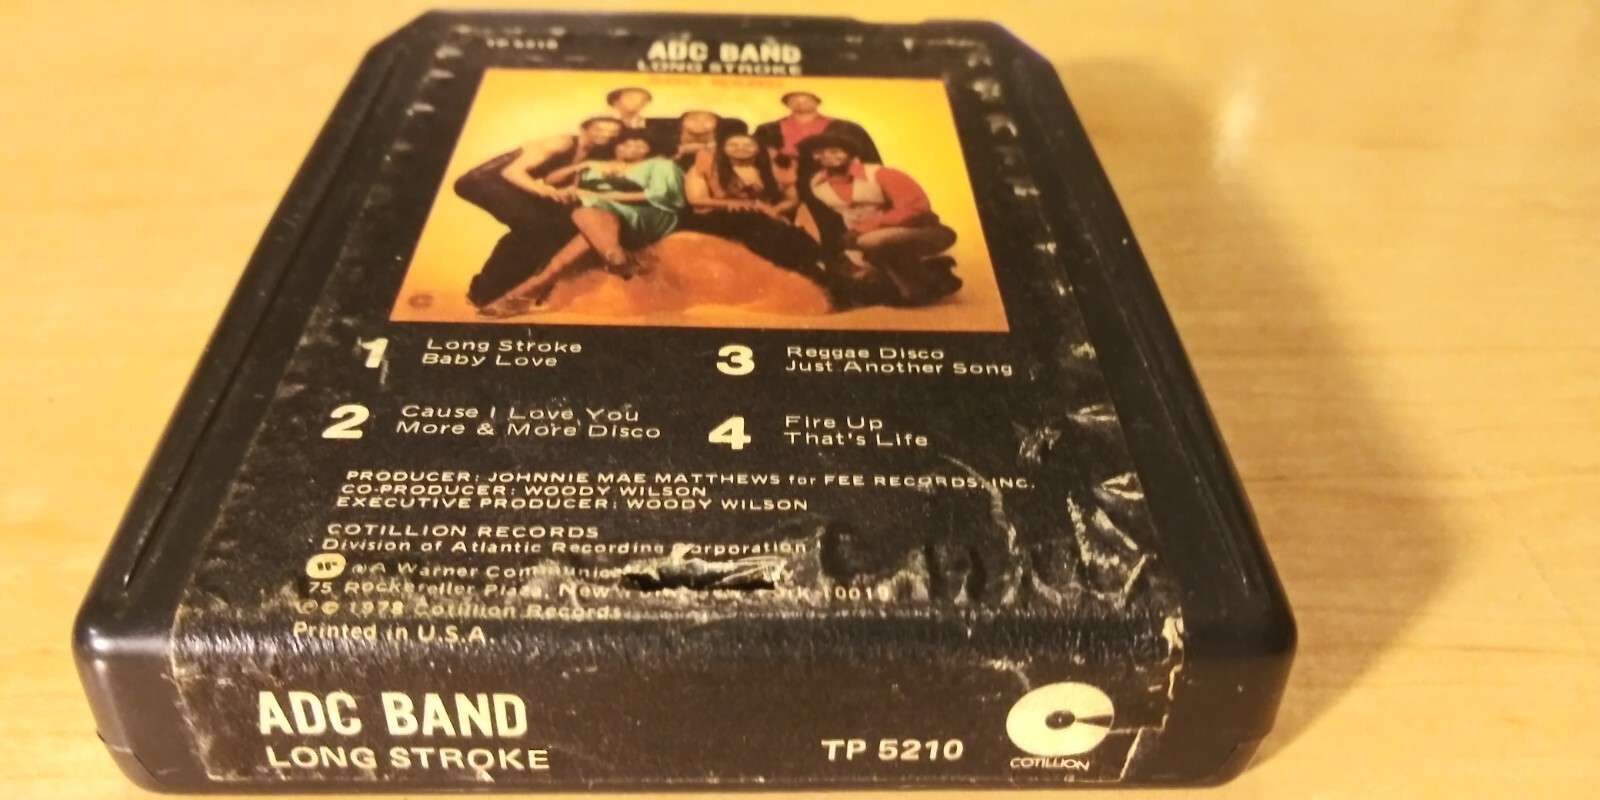 TP 5210
ADC BAND
LONG STROKE
ADC BAND
1 Long Stroke
Baby Love
2 Cause I Love You
More & More Disco
3 Reggae Disco
Just Another Song
4 Fire Up
That's Life
PRODUCER: JOHNNIE MAE MATTHEWS for FEE RECORDS, INC.
CO-PRODUCER: WOODY WILSON
EXECUTIVE PRODUCER: WOODY WILSON
COTILLION RECORDS
Division of Atlantic Recording Corporation
A Warner
75 Rockefeller Plaza, New 10019
1978 Cotillion Records
Printed in U.S.A.
ADC BAND
LONG STROKE
TP 5210
COTILLION